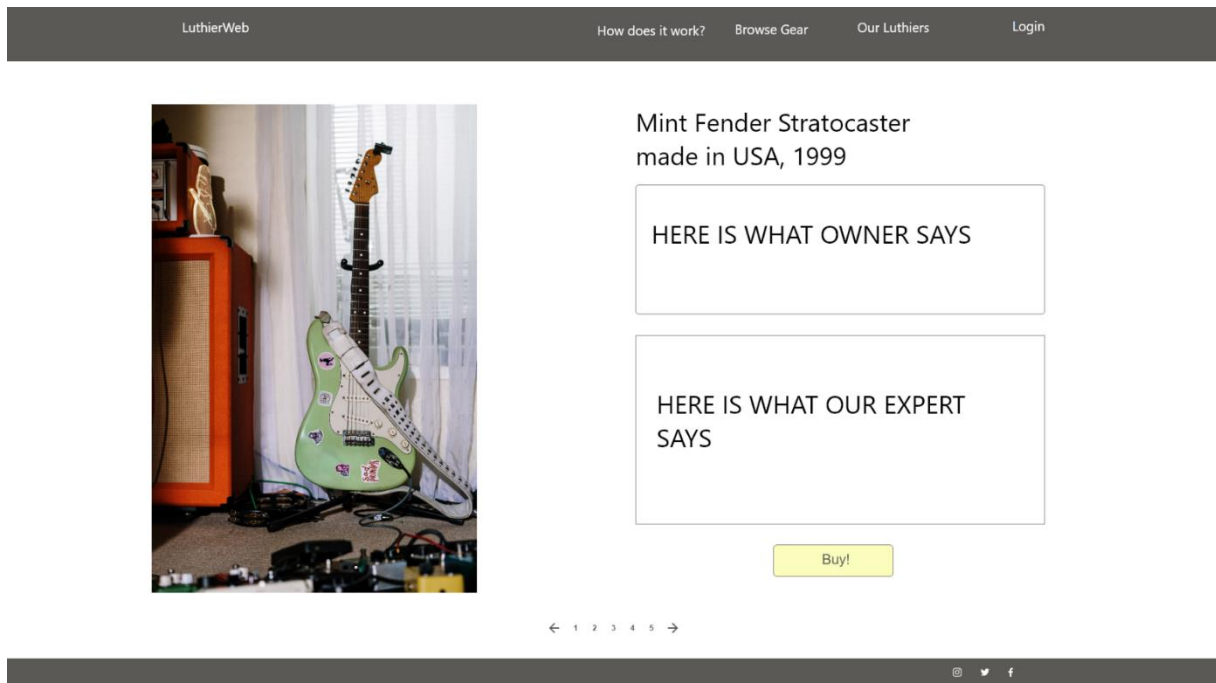 LuthierWeb
How does it work?
Browse Gear
Our Luthiers
Login
Mint Fender Stratocaster
made in USA, 1999
HERE IS WHAT OWNER SAYS
HERE IS WHAT OUR EXPERT
SAYS
Buy!
← 1 2 3 4 5 →